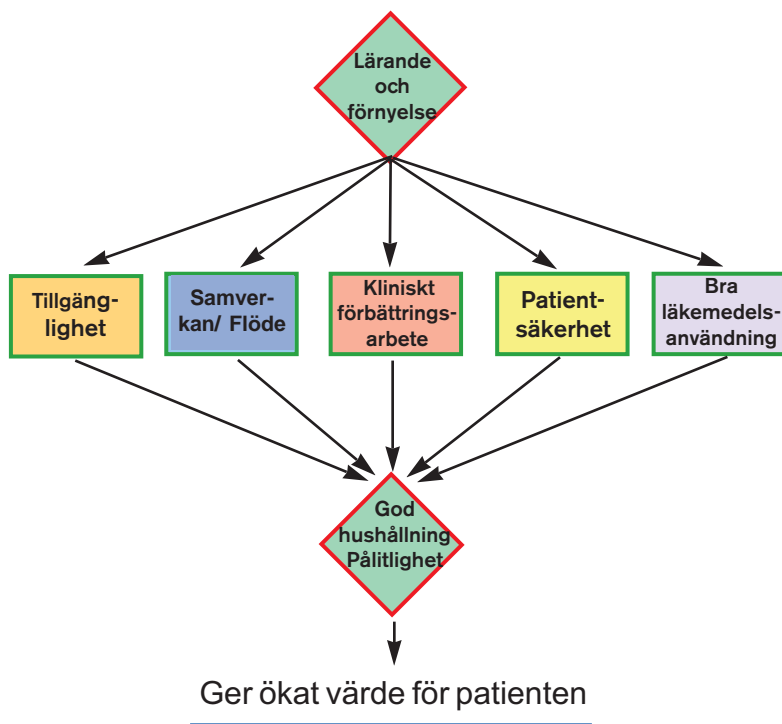 Lärande
och
förnyelse
Tillgäng-
lighet
Samver-
kan/ Flöde
Kliniskt
förbättrings-
arbete
Patient-
säkerhet
Bra
läkemedels-
användning
God
hushållning
Pålitlighet
Ger ökat värde för patienten